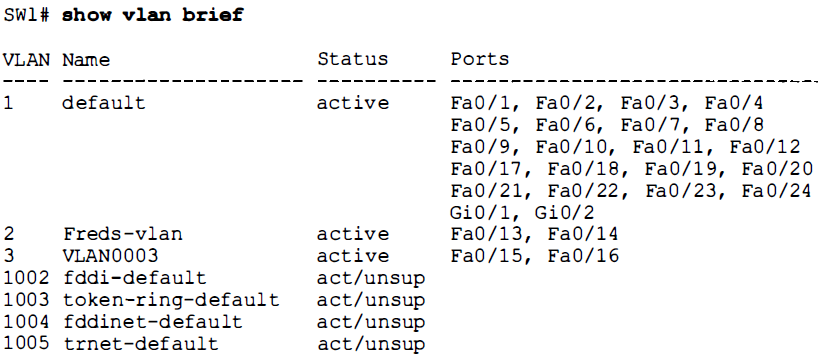 SW1# show vlan brief
VLAN Name Status Ports
---- -------------------- --------- -------------------------------
1 default active Fa0/1, Fa0/2, Fa0/3, Fa0/4
Fa0/5, Fa0/6, Fa0/7, Fa0/8
Fa0/9, Fa0/10, Fa0/11, Fa0/12
Fa0/17, Fa0/18, Fa0/19, Fa0/20
Fa0/21, Fa0/22, Fa0/23, Fa0/24
Gi0/1, Gi0/2
2 Freds-vlan active Fa0/13, Fa0/14
3 VLAN0003 active Fa0/15, Fa0/16
1002 fddi-default act/unsup
1003 token-ring-default act/unsup
1004 fddinet-default act/unsup
1005 trnet-default act/unsup